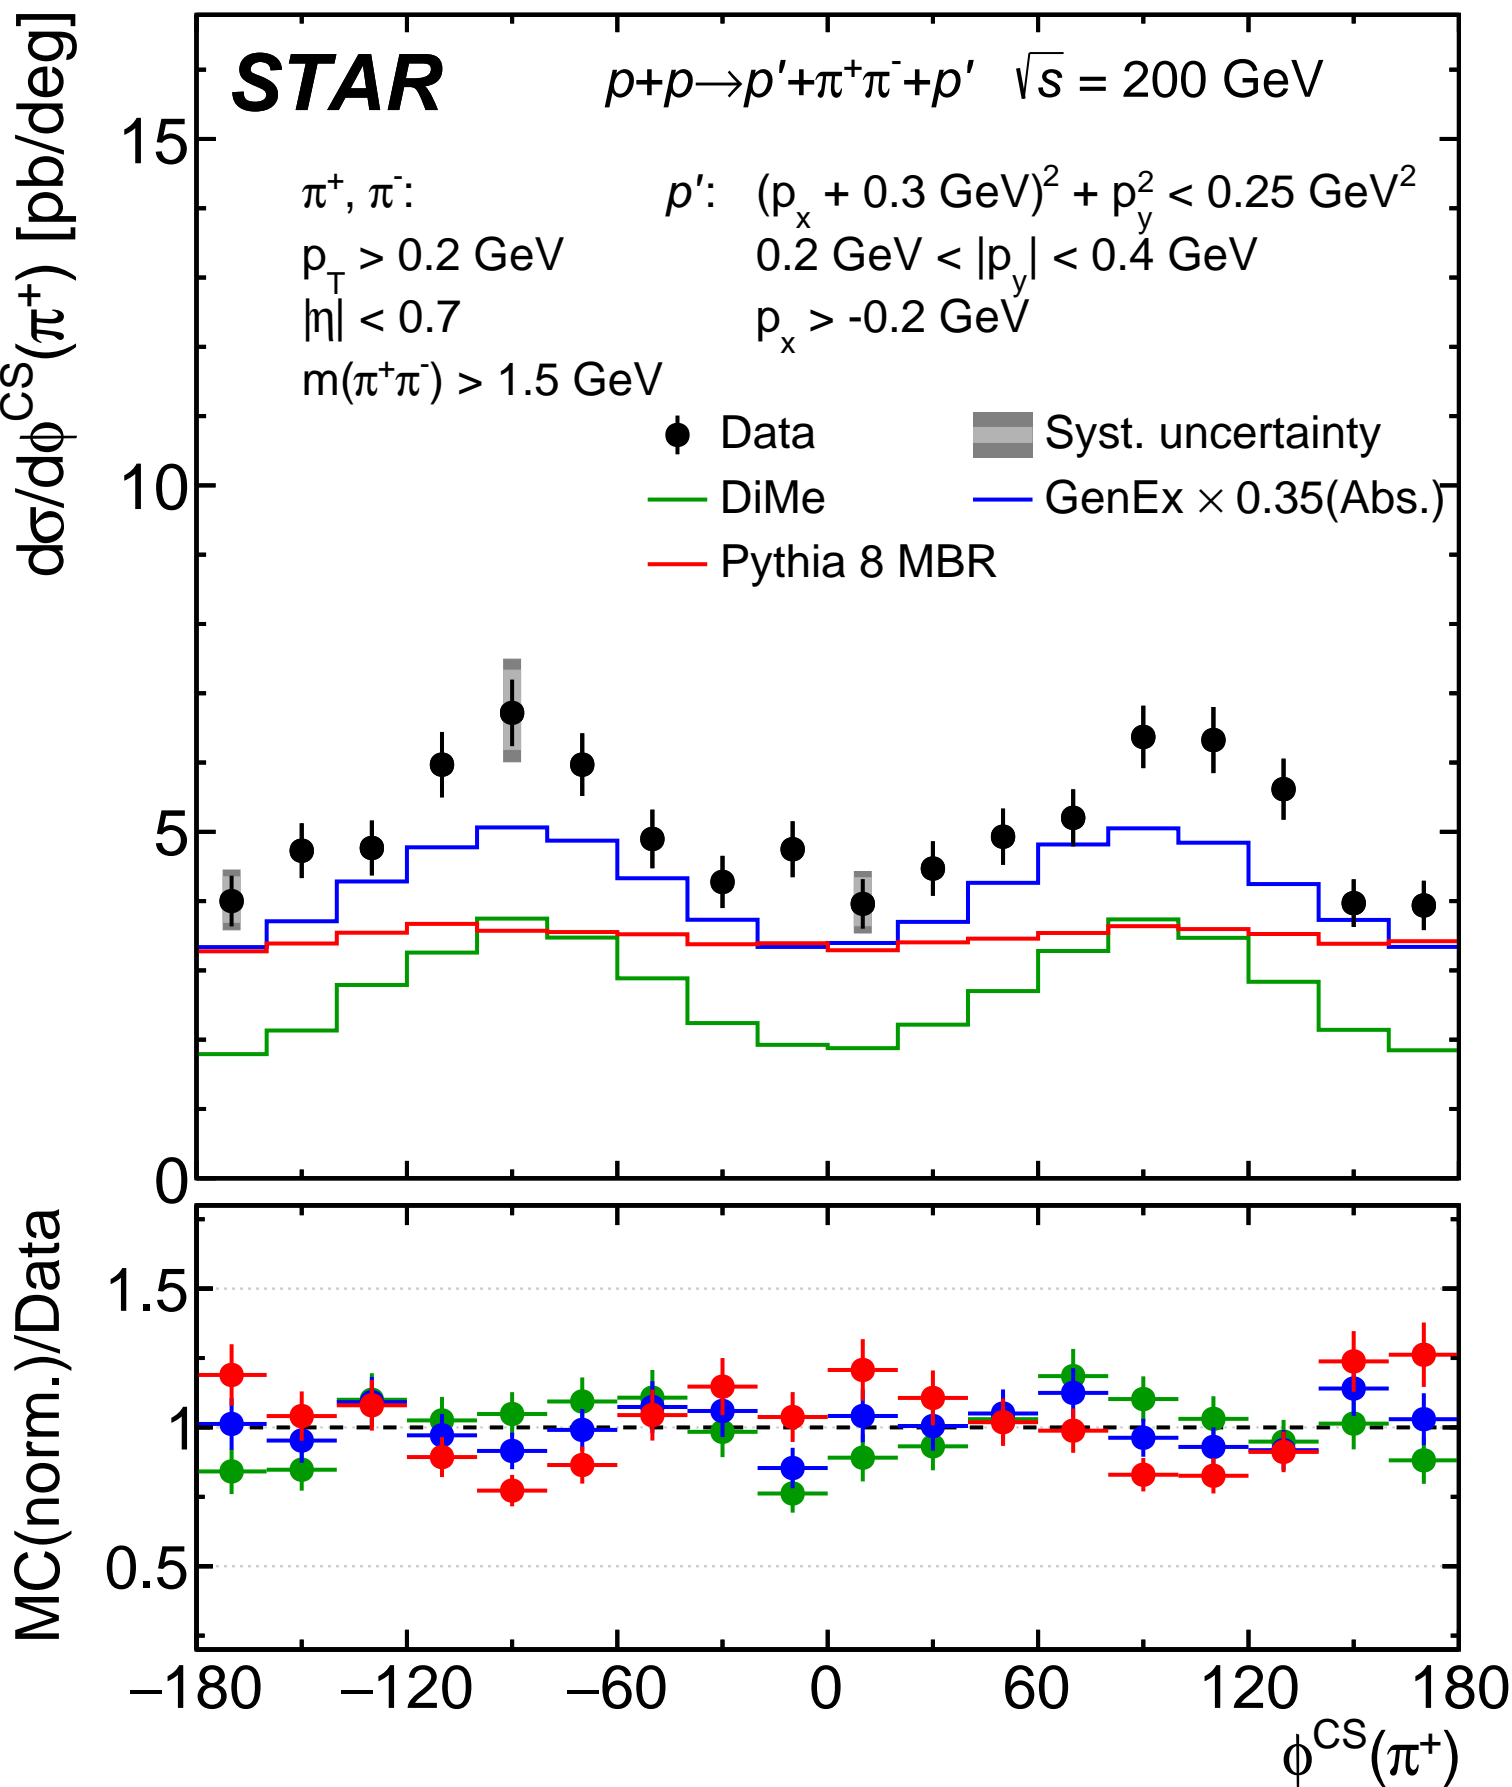 STAR p+p→p′+π⁺π⁻+p′ √s = 200 GeV
π⁺, π⁻: p′: (pₓ + 0.3 GeV)² + p_y² < 0.25 GeV²
p_T > 0.2 GeV 0.2 GeV < |p_y| < 0.4 GeV
|η| < 0.7 pₓ > -0.2 GeV
m(π⁺π⁻) > 1.5 GeV
Data Syst. uncertainty
DiMe GenEx × 0.35(Abs.)
Pythia 8 MBR
dσ/dϕ^CS(π⁺) [pb/deg]
15
10
5
0
MC(norm.)/Data
1.5
1
0.5
−180 −120 −60 0 60 120 180
ϕ^CS(π⁺)